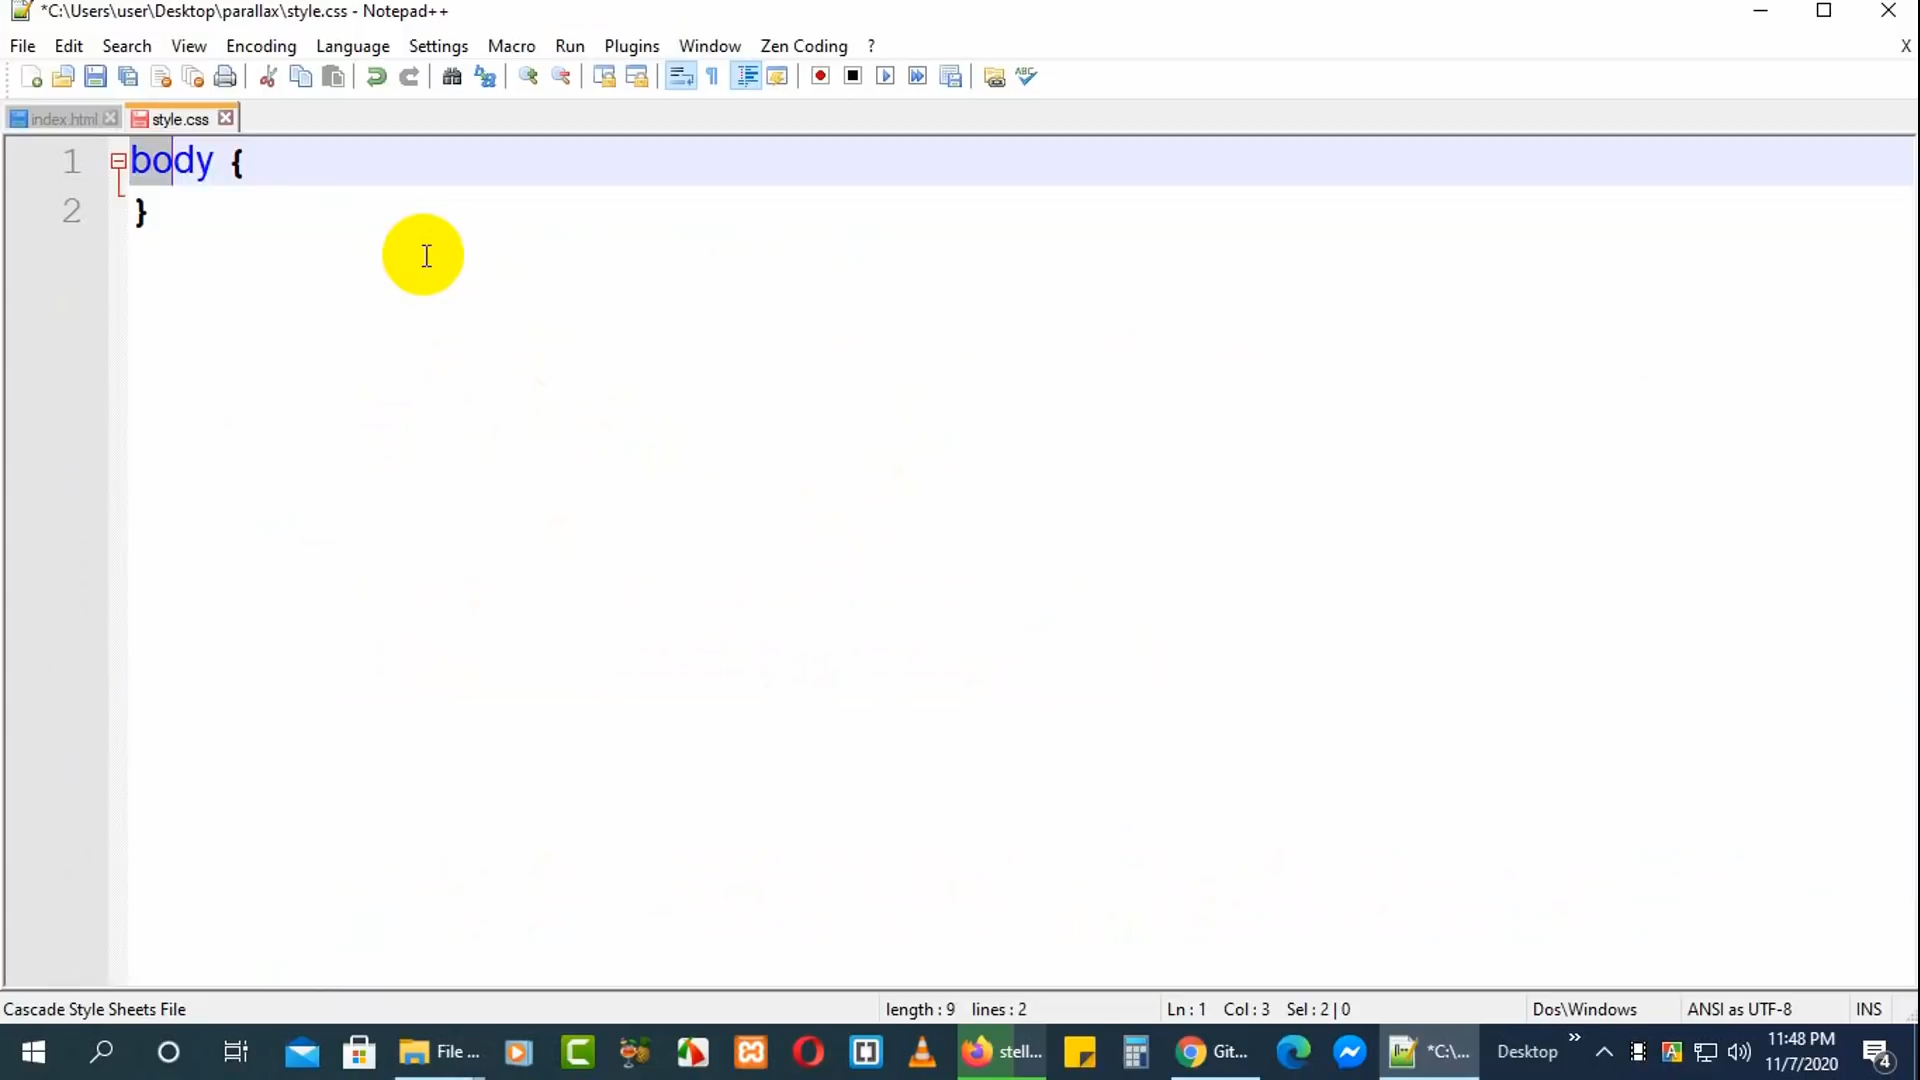 *C:\Users\user\Desktop\parallax\style.css - Notepad++
File Edit Search View Encoding Language Settings Macro Run Plugins Window Zen Coding ? X
index.html style.css
1 body {
2 }
Cascade Style Sheets File length : 9 lines : 2 Ln : 1 Col : 3 Sel : 2 | 0 Dos\Windows ANSI as UTF-8 INS
File ... stell... Git... *C:\... Desktop » 11:48 PM
11/7/2020 4